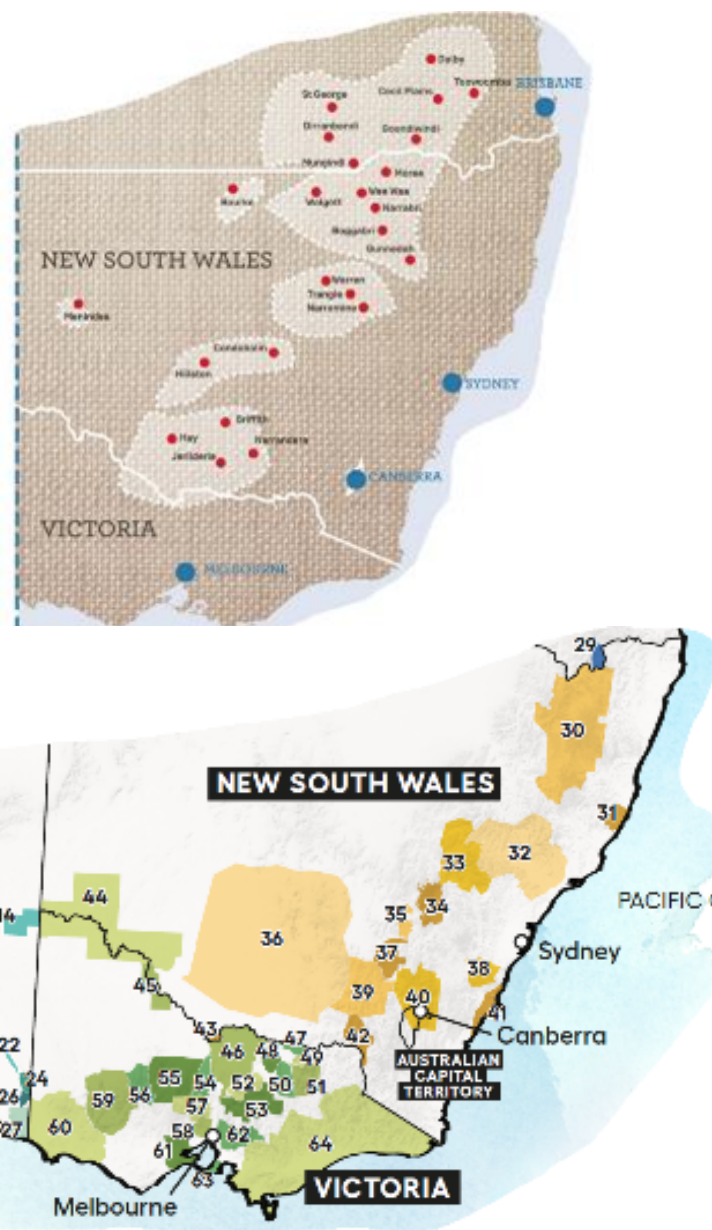 Dalby
Toowoomba
BRISBANE
Cecil Plains
St George
Dirranbandi
Goondiwindi
Mungindi
Moree
Bourke
Walgett
Wee Waa
Narrabri
Boggabri
Gunnedah
NEW SOUTH WALES
Warren
Trangie
Narromine
Menindee
Condobolin
Hillston
SYDNEY
Griffith
Hay
Narrandera
Jerilderie
CANBERRA
VICTORIA
MELBOURNE
29
30
NEW SOUTH WALES
31
32
33
44
34
PACIFIC
14
35
36
37
Sydney
38
45
39
40
41
43
42
Canberra
22
46
48
47
49
AUSTRALIAN
CAPITAL
TERRITORY
24
55
54
52
50
51
26
59
56
57
53
27
60
58
62
64
61
63
VICTORIA
Melbourne